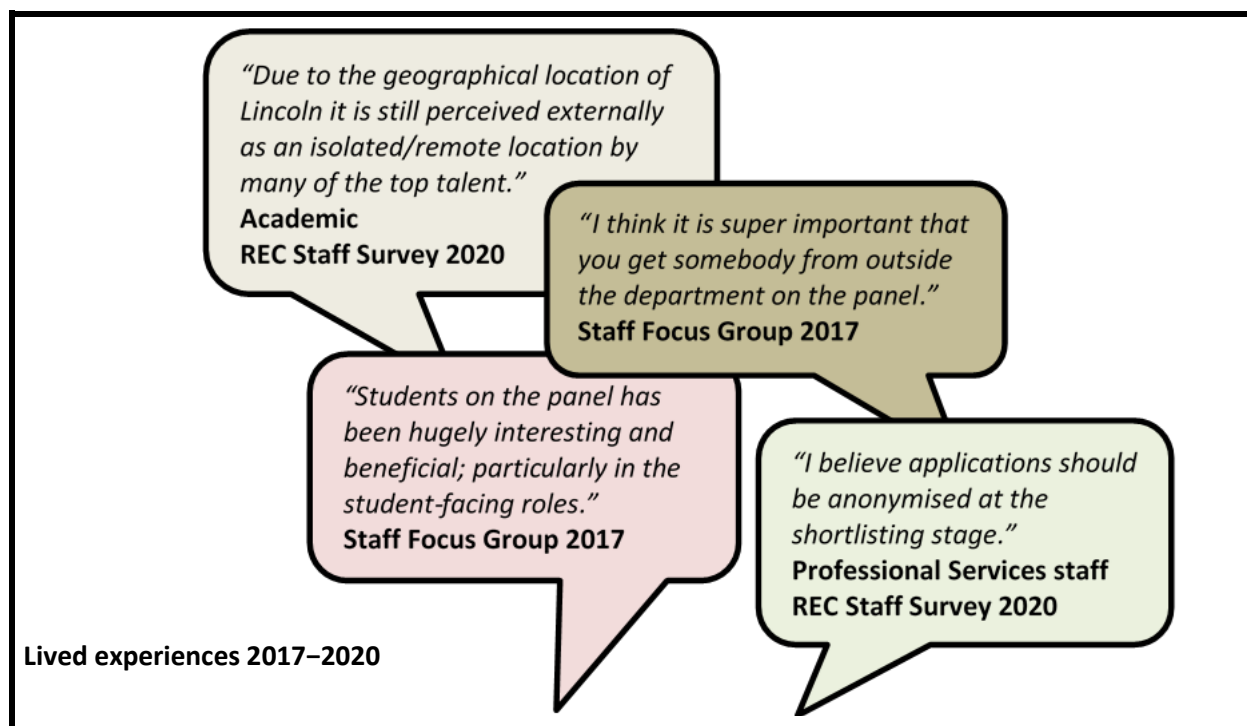 “Due to the geographical location of
Lincoln it is still perceived externally
as an isolated/remote location by
many of the top talent.”
Academic
REC Staff Survey 2020
“I think it is super important that
you get somebody from outside
the department on the panel.”
Staff Focus Group 2017
“Students on the panel has
been hugely interesting and
beneficial; particularly in the
student-facing roles.”
Staff Focus Group 2017
“I believe applications should
be anonymised at the
shortlisting stage.”
Professional Services staff
REC Staff Survey 2020
Lived experiences 2017–2020